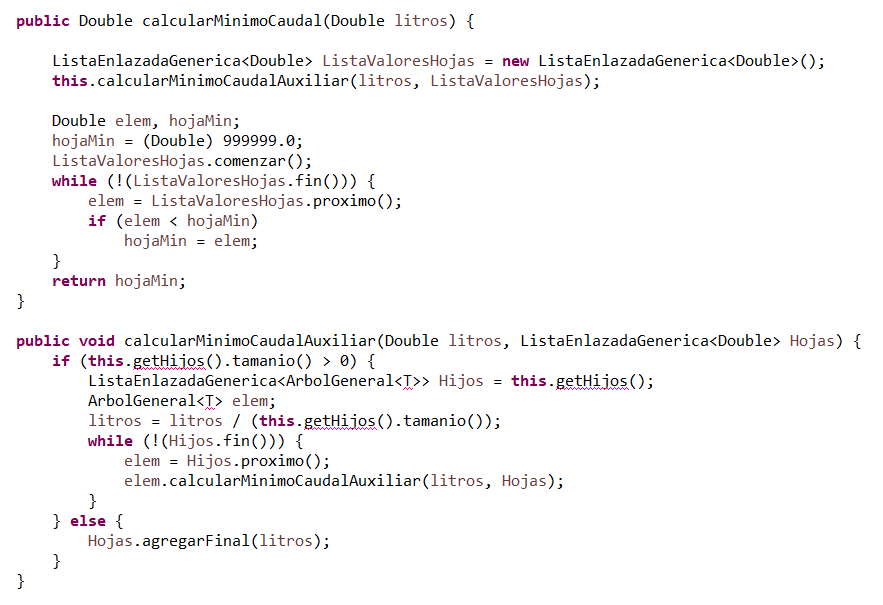 public Double calcularMinimoCaudal(Double litros) {
ListaEnlazadaGenerica<Double> ListaValoresHojas = new ListaEnlazadaGenerica<Double>();
this.calcularMinimoCaudalAuxiliar(litros, ListaValoresHojas);
Double elem, hojaMin;
hojaMin = (Double) 999999.0;
ListaValoresHojas.comenzar();
while (!(ListaValoresHojas.fin())) {
elem = ListaValoresHojas.proximo();
if (elem < hojaMin)
hojaMin = elem;
}
return hojaMin;
}
public void calcularMinimoCaudalAuxiliar(Double litros, ListaEnlazadaGenerica<Double> Hojas) {
if (this.getHijos().tamanio() > 0) {
ListaEnlazadaGenerica<ArbolGeneral<T>> Hijos = this.getHijos();
ArbolGeneral<T> elem;
litros = litros / (this.getHijos().tamanio());
while (!(Hijos.fin())) {
elem = Hijos.proximo();
elem.calcularMinimoCaudalAuxiliar(litros, Hojas);
}
} else {
Hojas.agregarFinal(litros);
}
}